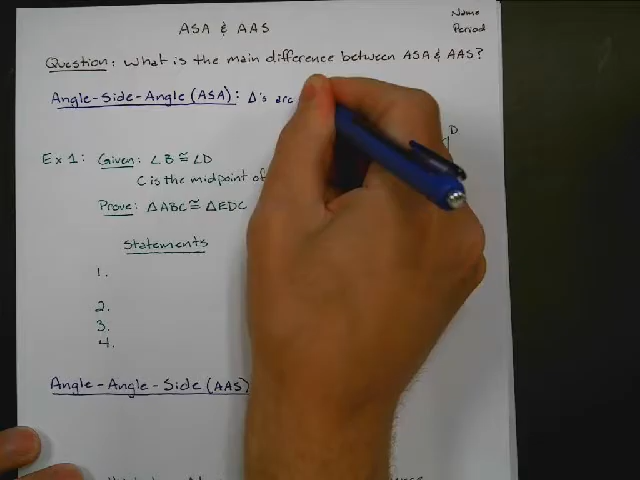 ASA & AAS
Name
Period
Question: What is the main difference between ASA & AAS?
Angle-Side-Angle (ASA): Δ's are
D
Ex 1: Given: ∠B ≅ ∠D
C is the midpoint of
Prove: ΔABC ≅ ΔEDC
Statements
1.
2.
3.
4.
Angle-Angle-Side (AAS)